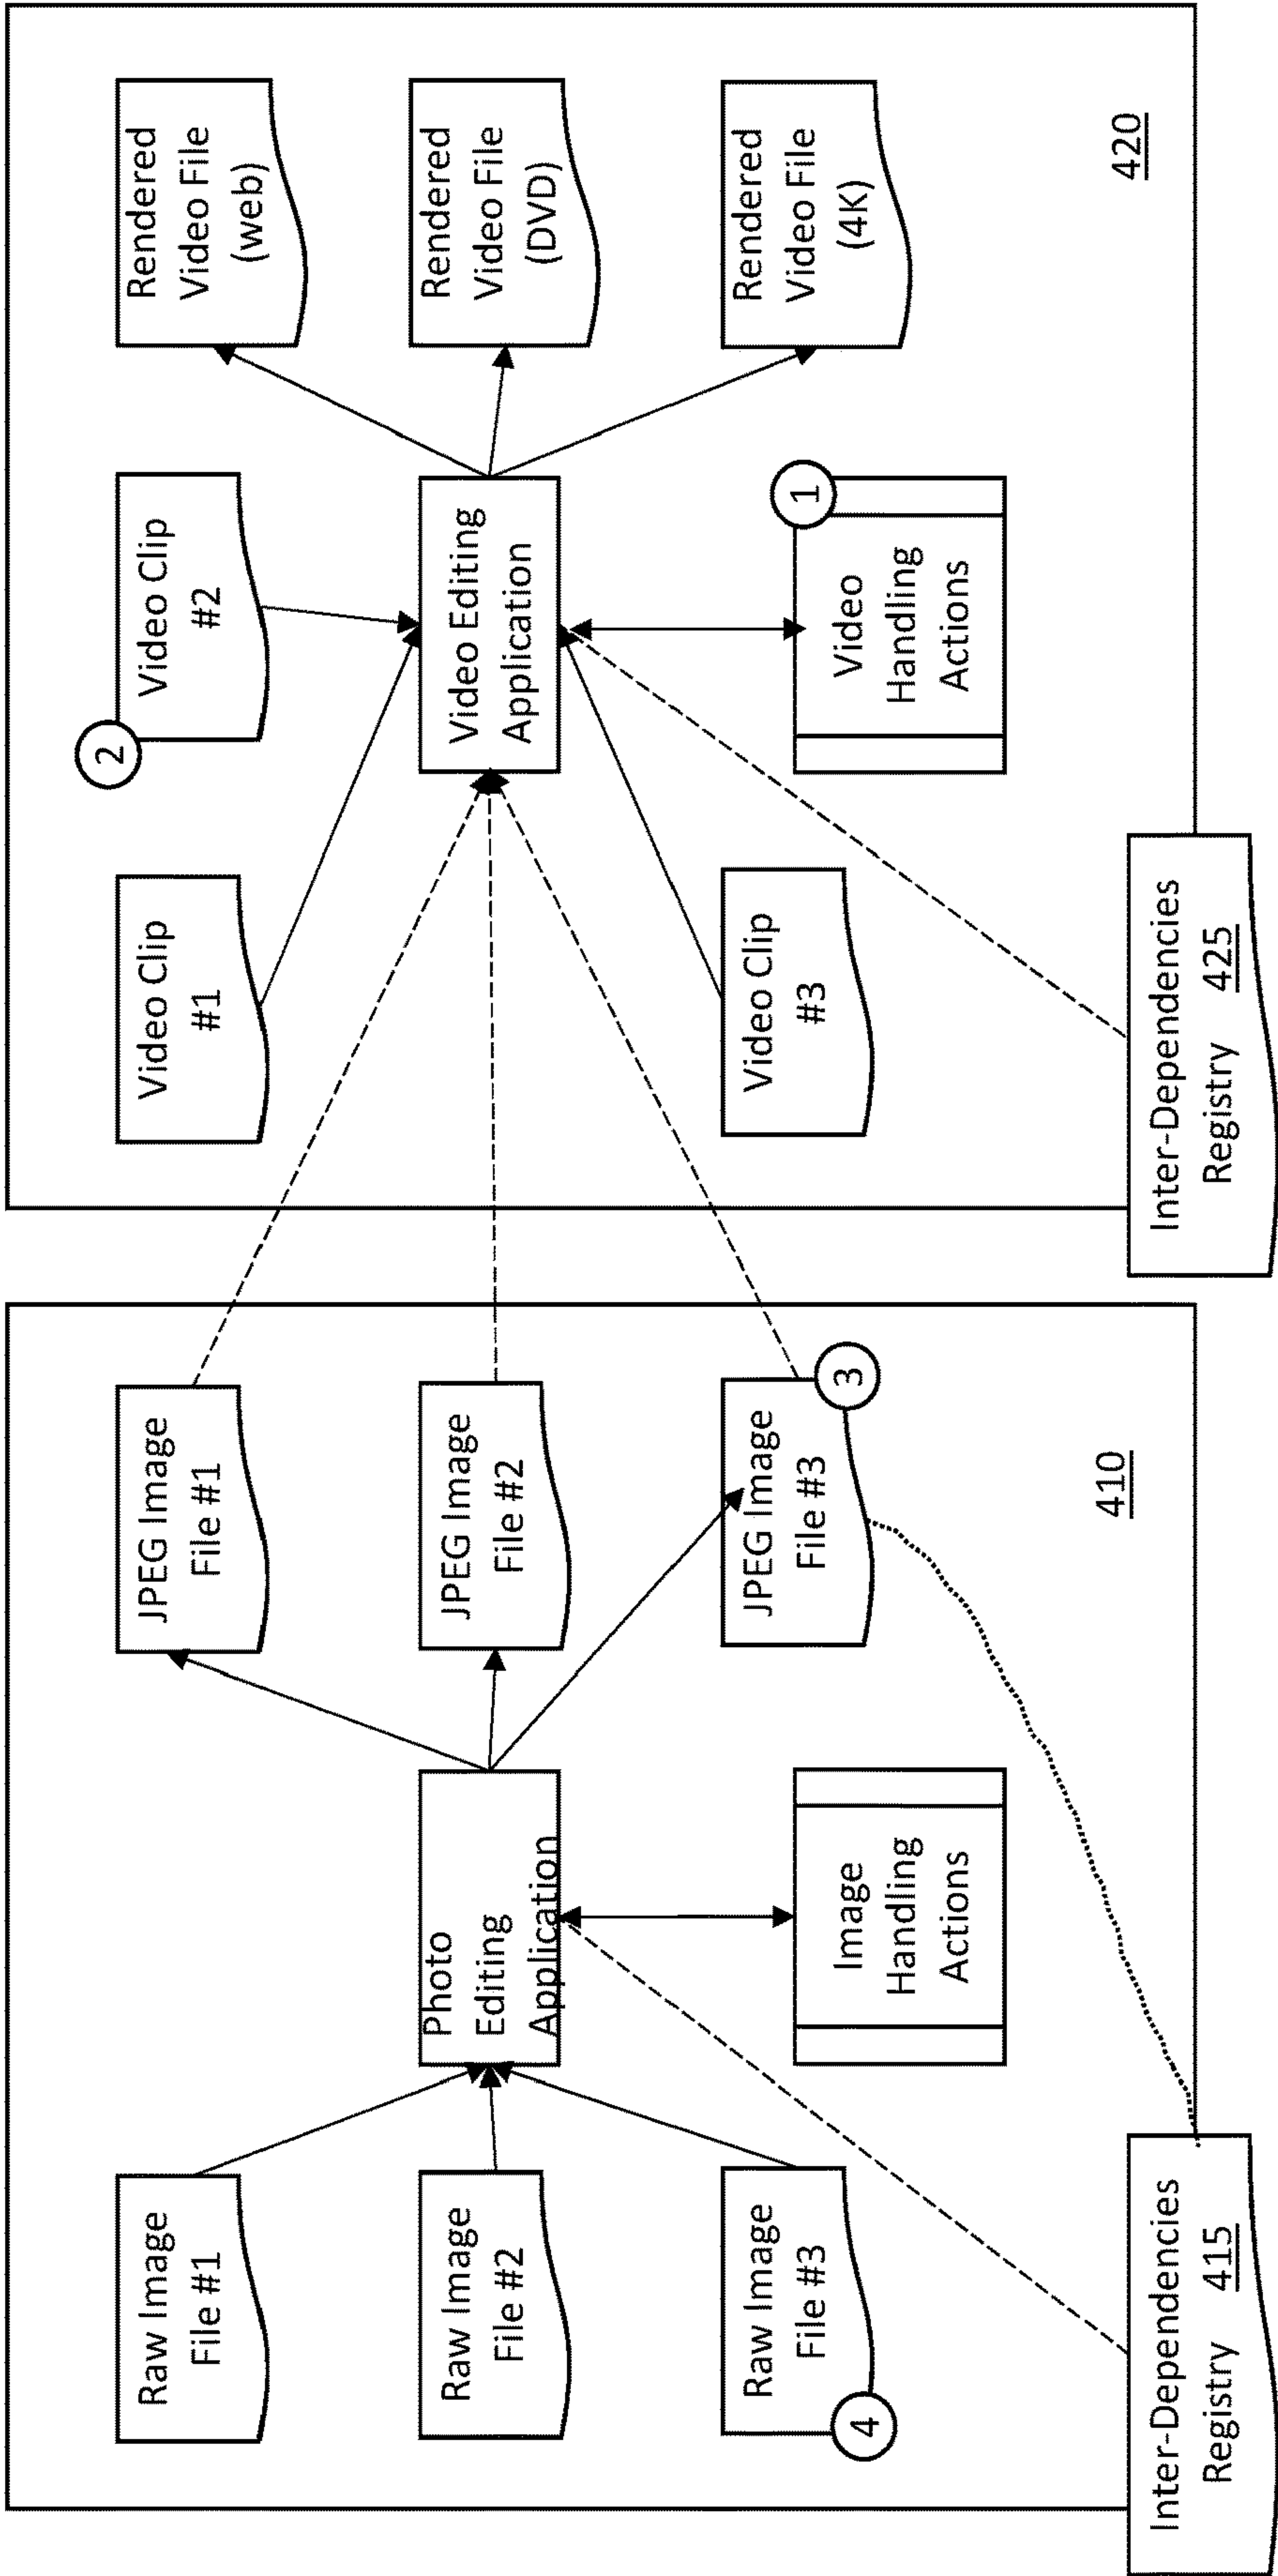 Raw Image
File #1
Raw Image
File #2
Raw Image
File #3
4
Photo
Editing
Application
Image
Handling
Actions
JPEG Image
File #1
JPEG Image
File #2
JPEG Image
File #3
3
410
Inter-Dependencies
Registry 415
Video Clip
#1
2
Video Clip
#2
Video Clip
#3
Video Editing
Application
1
Video
Handling
Actions
Rendered
Video File
(web)
Rendered
Video File
(DVD)
Rendered
Video File
(4K)
420
Inter-Dependencies
Registry 425